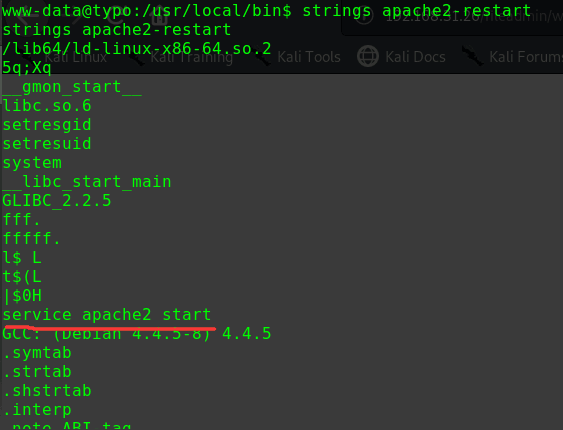 www-data@typo:/usr/local/bin$ strings apache2-restart
strings apache2-restart
/lib64/ld-linux-x86-64.so.2
Kali Linux Kali Training Kali Tools Kali Docs Kali Forums
5q;Xq
__gmon_start__
libc.so.6
setresgid
setresuid
system
__libc_start_main
GLIBC_2.2.5
fff.
fffff.
l$ L
t$(L
|$0H
service apache2 start
GCC: (Debian 4.4.5-8) 4.4.5
.symtab
.strtab
.shstrtab
.interp
.note.ABI-tag